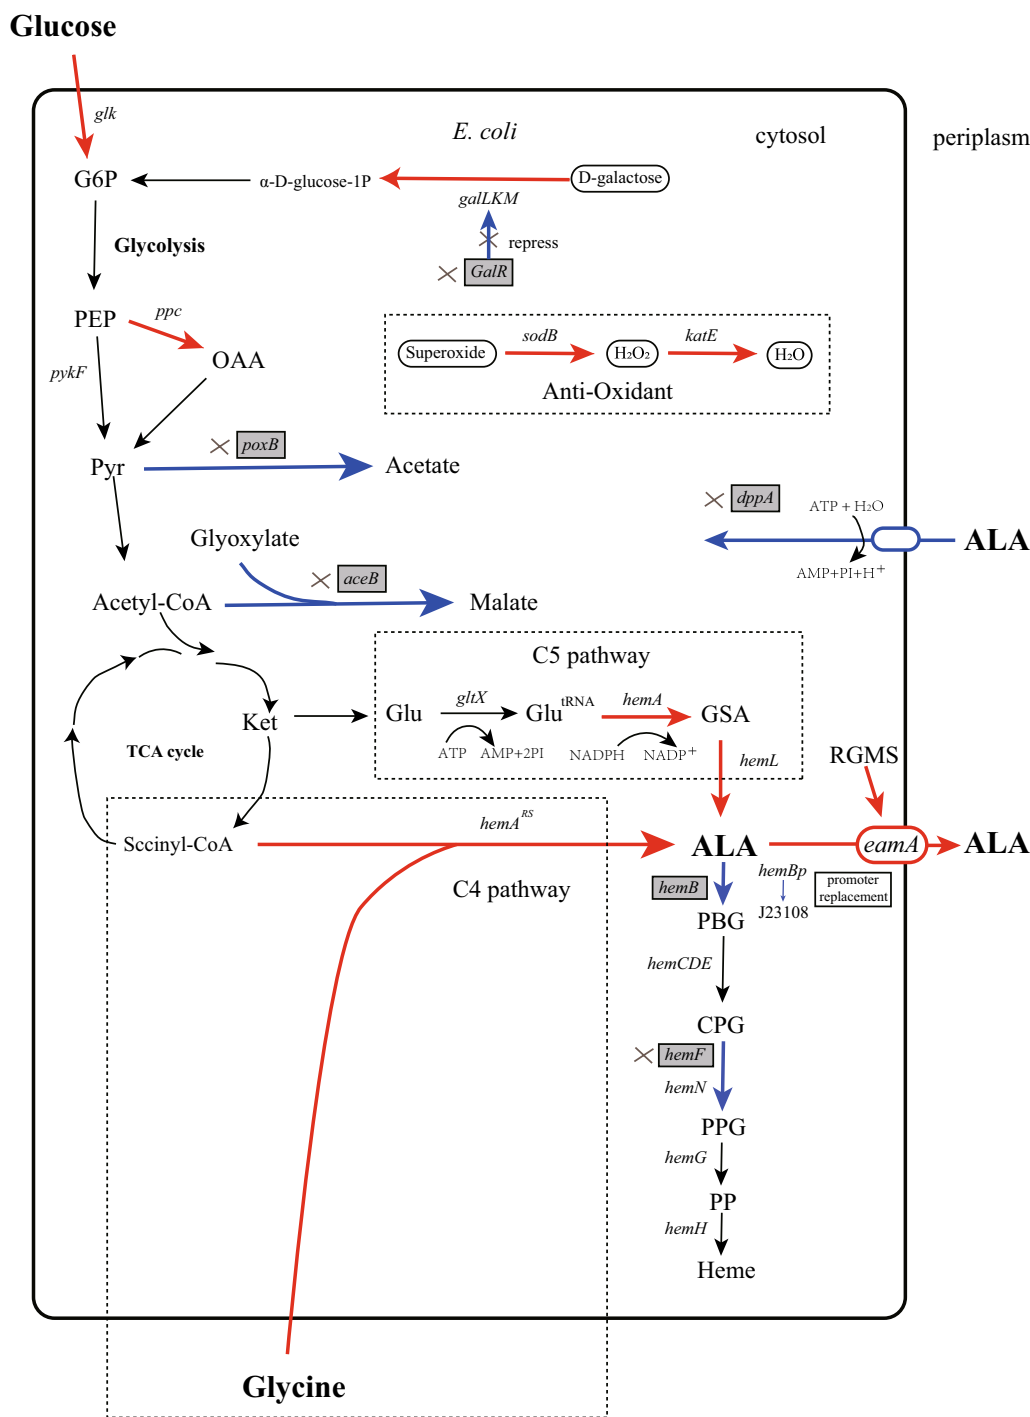 Glucose
glk
E. coli
cytosol
periplasm
G6P
α-D-glucose-1P
D-galactose
galLKM
Glycolysis
repress
GalR
PEP
ppc
OAA
pykF
Superoxide
sodB
H₂O₂
katE
H₂O
Anti-Oxidant
Pyr
poxB
Acetate
dppA
ATP + H₂O
ALA
AMP+PI+H⁺
Glyoxylate
aceB
Acetyl-CoA
Malate
C5 pathway
Ket
Glu
gltX
Glu^tRNA
hemA
GSA
ATP
AMP+2PI
NADPH
NADP⁺
TCA cycle
hemL
RGMS
Sccinyl-CoA
hemA^RS
ALA
eamA
ALA
C4 pathway
hemB
hemBp
promoter
replacement
J23108
PBG
hemCDE
CPG
hemF
hemN
PPG
hemG
PP
hemH
Heme
Glycine